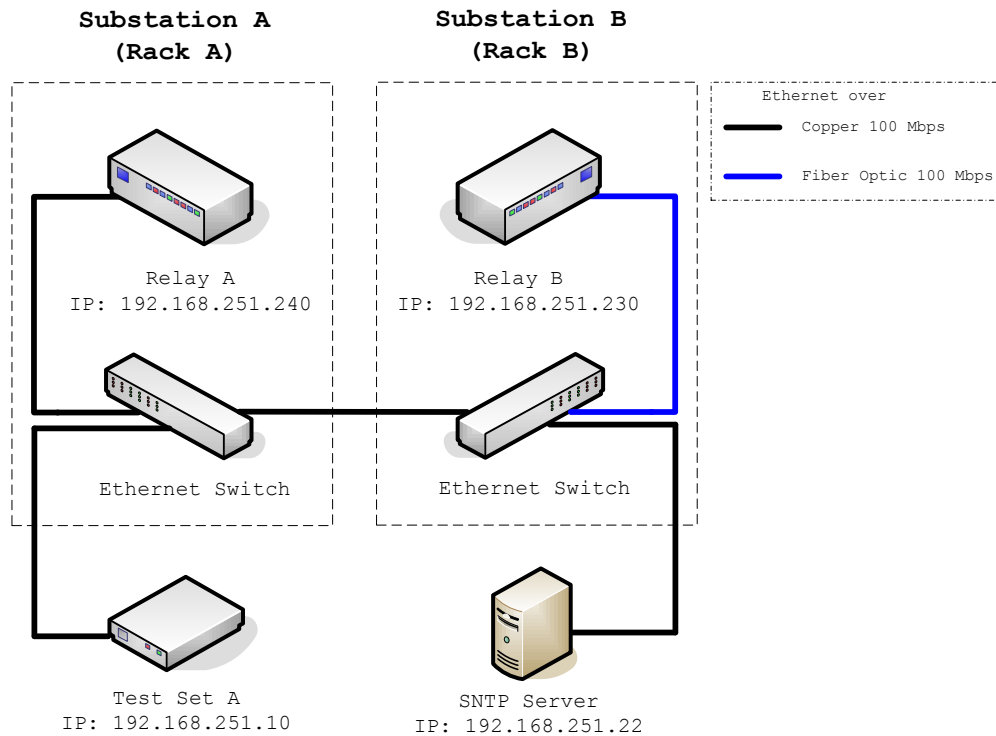 Substation A
(Rack A)
Substation B
(Rack B)
Ethernet over
Copper 100 Mbps
Fiber Optic 100 Mbps
Relay A
IP: 192.168.251.240
Relay B
IP: 192.168.251.230
Ethernet Switch
Ethernet Switch
Test Set A
IP: 192.168.251.10
SNTP Server
IP: 192.168.251.22